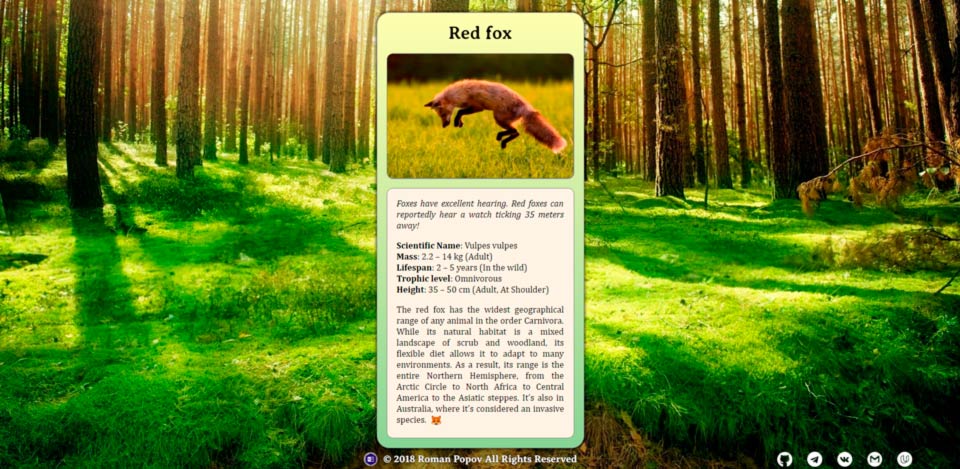 Red fox
Foxes have excellent hearing. Red foxes can
reportedly hear a watch ticking 35 meters
away!
Scientific Name: Vulpes vulpes
Mass: 2.2 – 14 kg (Adult)
Lifespan: 2 – 5 years (In the wild)
Trophic level: Omnivorous
Height: 35 – 50 cm (Adult, At Shoulder)
The red fox has the widest geographical
range of any animal in the order Carnivora.
While its natural habitat is a mixed
landscape of scrub and woodland, its
flexible diet allows it to adapt to many
environments. As a result, its range is the
entire Northern Hemisphere, from the
Arctic Circle to North Africa to Central
America to the Asiatic steppes. It's also in
Australia, where it's considered an invasive
species.
© 2018 Roman Popov All Rights Reserved